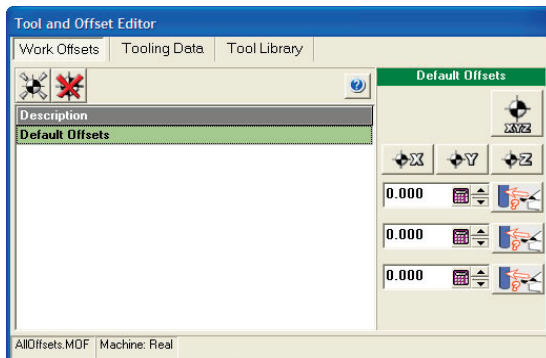 Tool and Offset Editor
Work Offsets Tooling Data Tool Library
Default Offsets
Description
Default Offsets
XYZ
X Y Z
0.000
0.000
0.000
AllOffsets.MOF Machine: Real